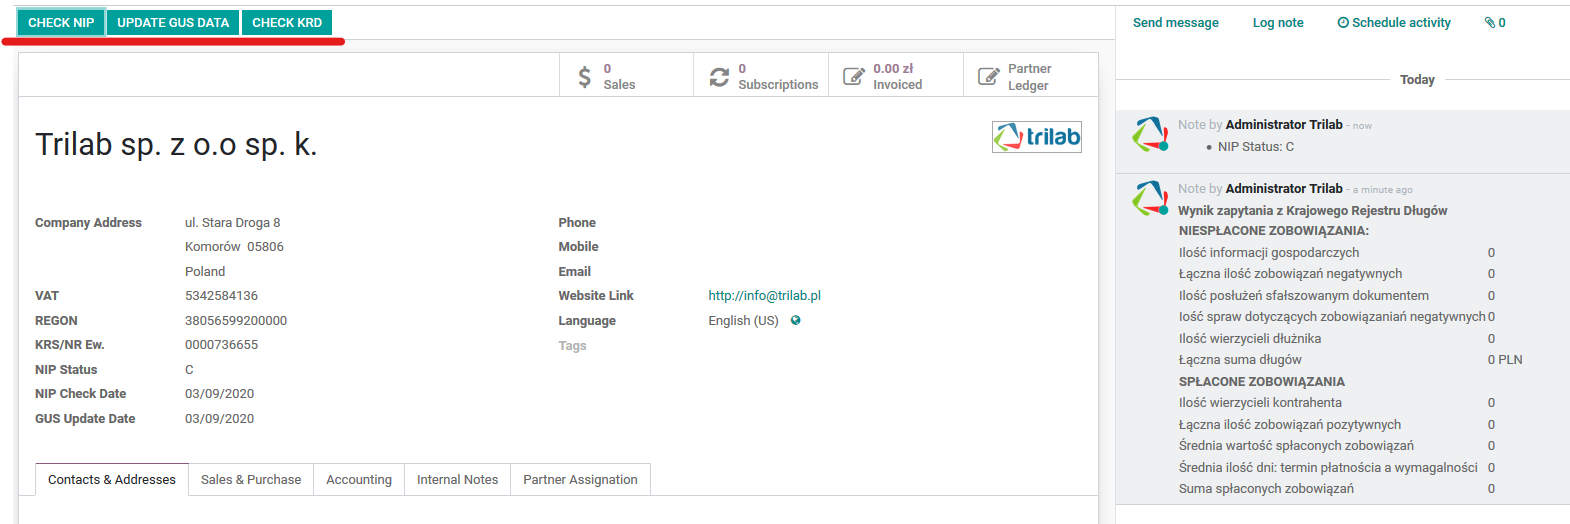 CHECK NIP UPDATE GUS DATA CHECK KRD
0 Sales
0 Subscriptions
0.00 zł Invoiced
Partner Ledger
Trilab sp. z o.o sp. k.
trilab
Company Address ul. Stara Droga 8
Komorów 05806
Poland
VAT 5342584136
REGON 38056599200000
KRS/NR Ew. 0000736655
NIP Status C
NIP Check Date 03/09/2020
GUS Update Date 03/09/2020
Phone
Mobile
Email
Website Link http://info@trilab.pl
Language English (US)
Tags
Contacts & Addresses Sales & Purchase Accounting Internal Notes Partner Assignation
Send message Log note Schedule activity 0
Today
Note by Administrator Trilab - now
• NIP Status: C
Note by Administrator Trilab - a minute ago
Wynik zapytania z Krajowego Rejestru Długów
NIESPŁACONE ZOBOWIĄZANIA:
Ilość informacji gospodarczych 0
Łączna ilość zobowiązań negatywnych 0
Ilość posłużeń sfałszowanym dokumentem 0
Iość spraw dotyczących zobowiązaniań negatywnych 0
Ilość wierzycieli dłużnika 0
Łączna suma długów 0 PLN
SPŁACONE ZOBOWIĄZANIA
Ilość wierzycieli kontrahenta 0
Łączna ilość zobowiązań pozytywnych 0
Średnia wartość spłaconych zobowiązań 0
Średnia ilość dni: termin płatnościa a wymagalności 0
Suma spłaconych zobowiązań 0